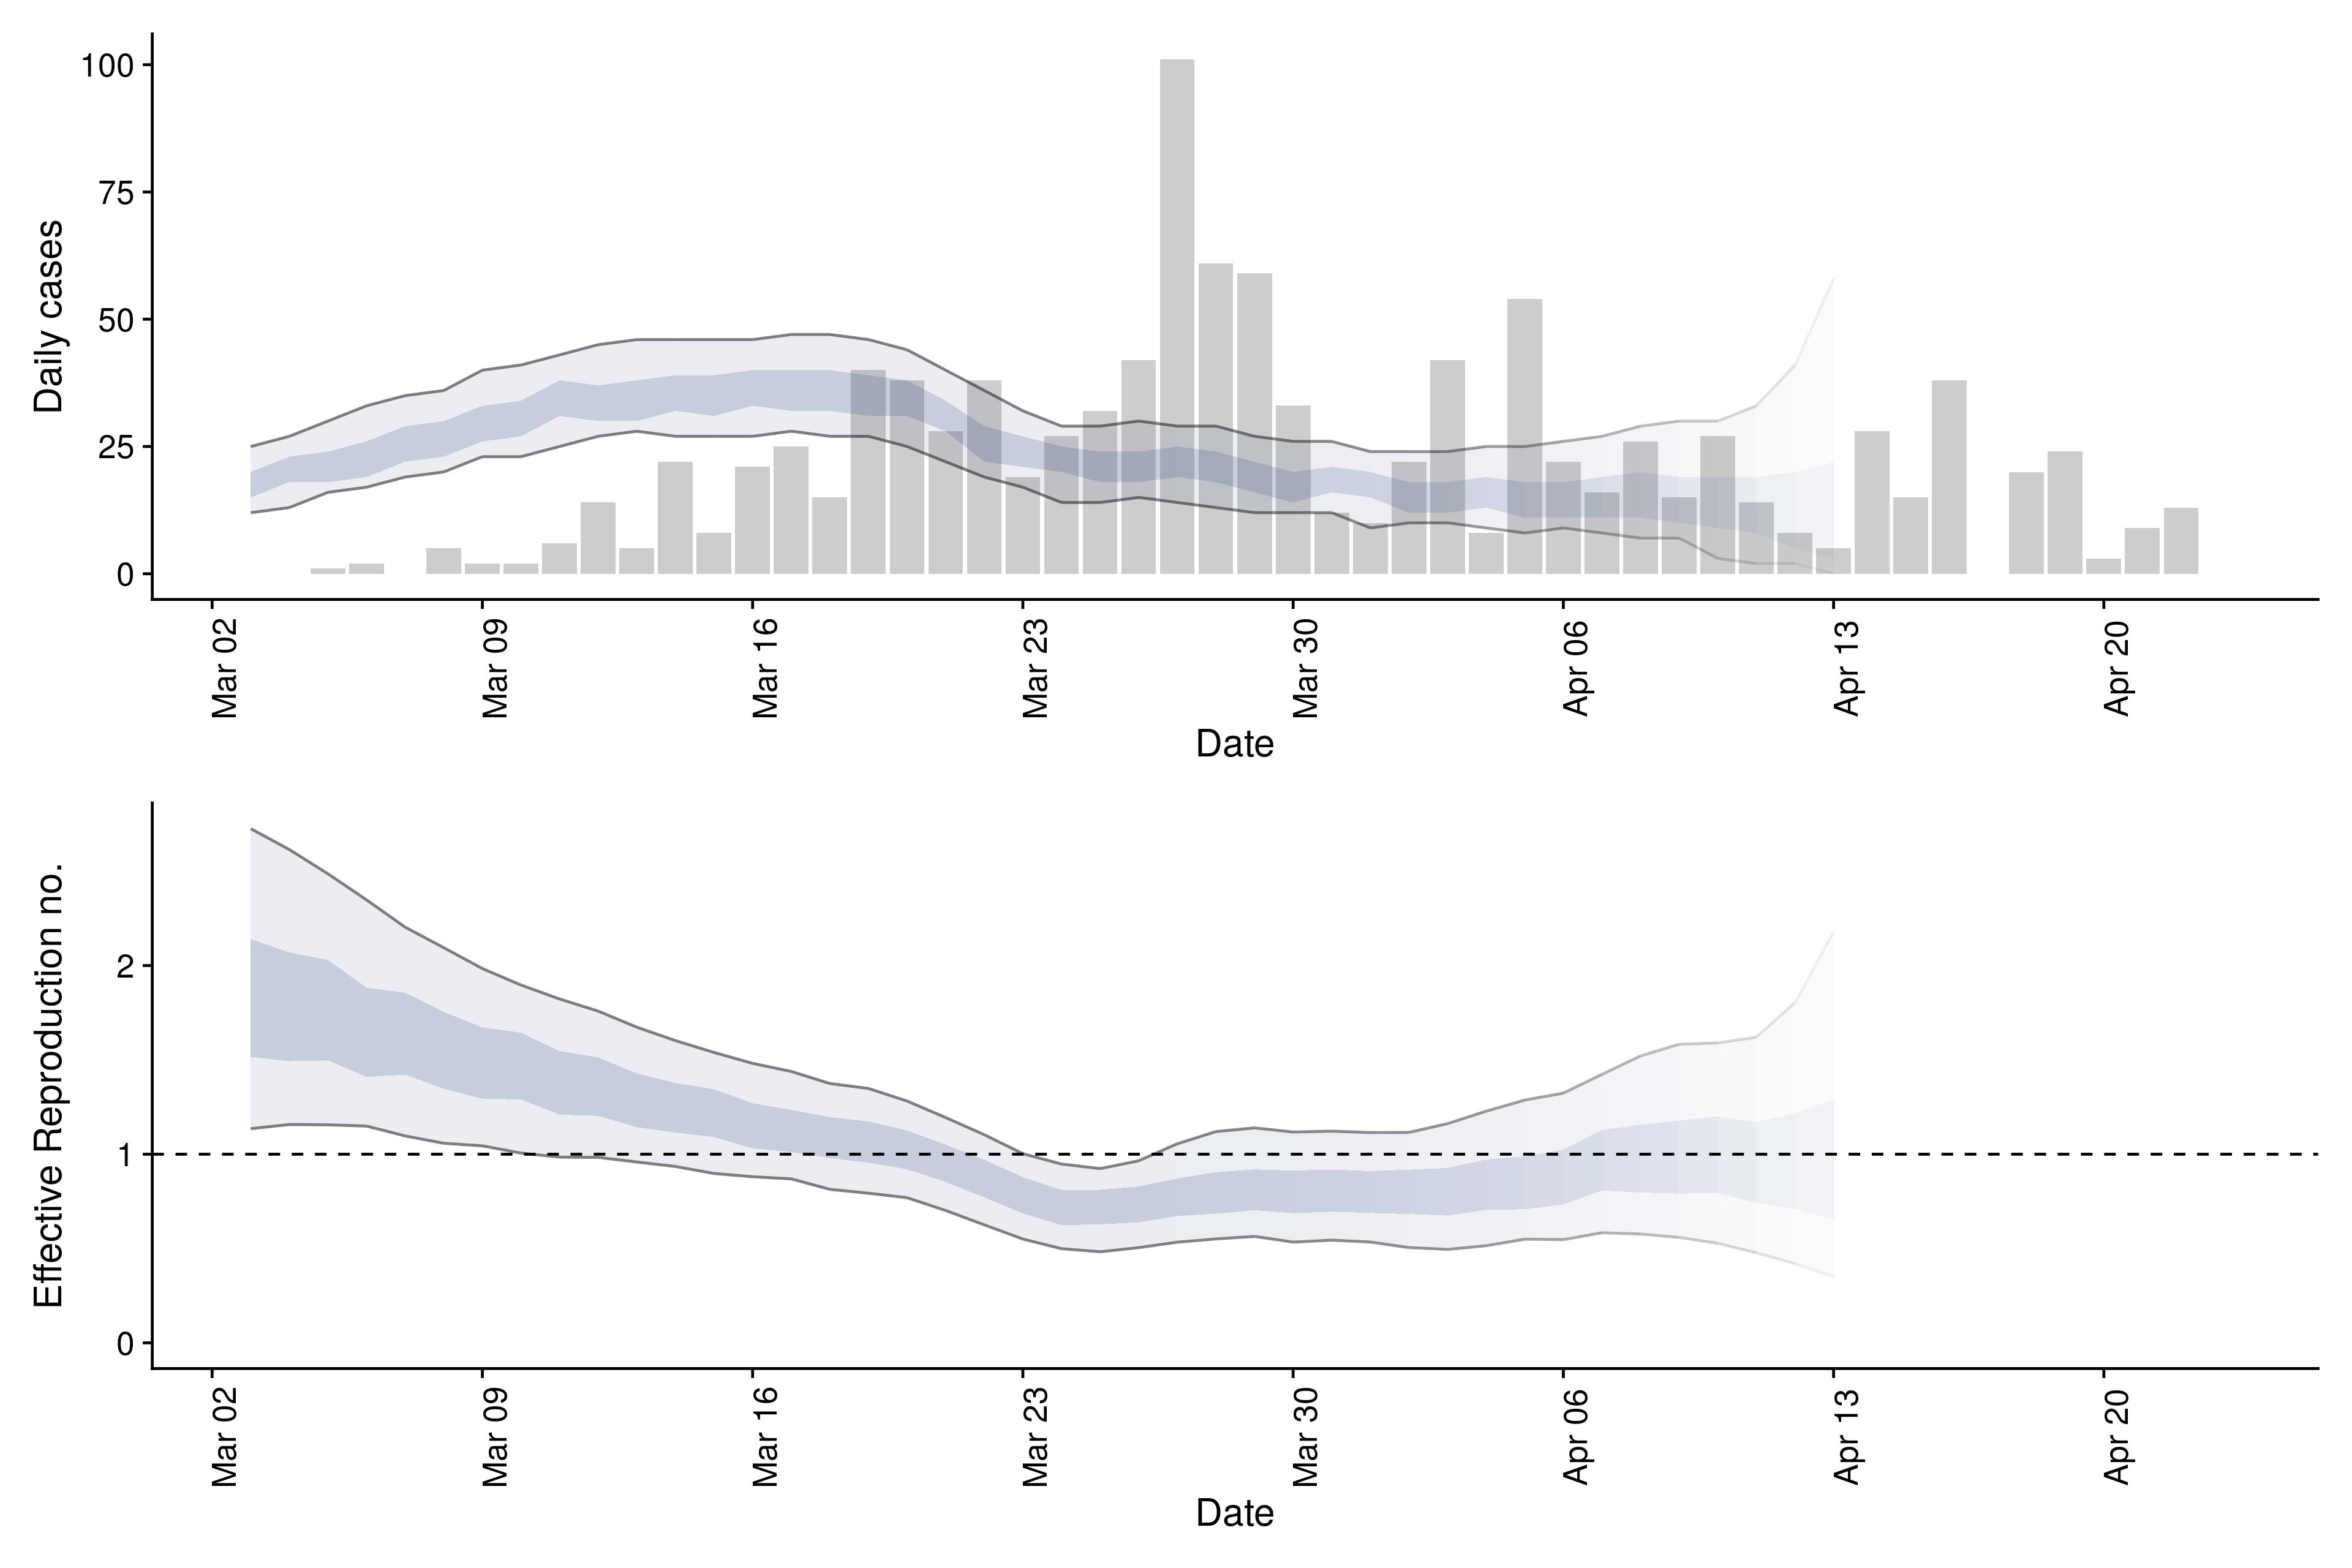 Daily cases
100
75
50
25
0
Mar 02
Mar 09
Mar 16
Mar 23
Mar 30
Apr 06
Apr 13
Apr 20
Date
Effective Reproduction no.
2
1
0
Mar 02
Mar 09
Mar 16
Mar 23
Mar 30
Apr 06
Apr 13
Apr 20
Date